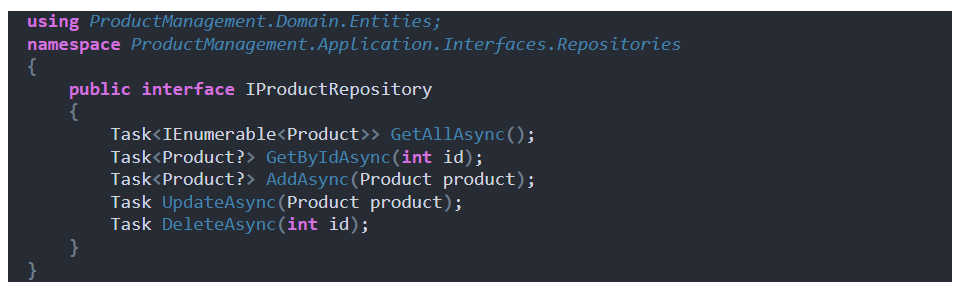 using ProductManagement.Domain.Entities;
namespace ProductManagement.Application.Interfaces.Repositories
{
    public interface IProductRepository
    {
        Task<IEnumerable<Product>> GetAllAsync();
        Task<Product?> GetByIdAsync(int id);
        Task<Product?> AddAsync(Product product);
        Task UpdateAsync(Product product);
        Task DeleteAsync(int id);
    }
}